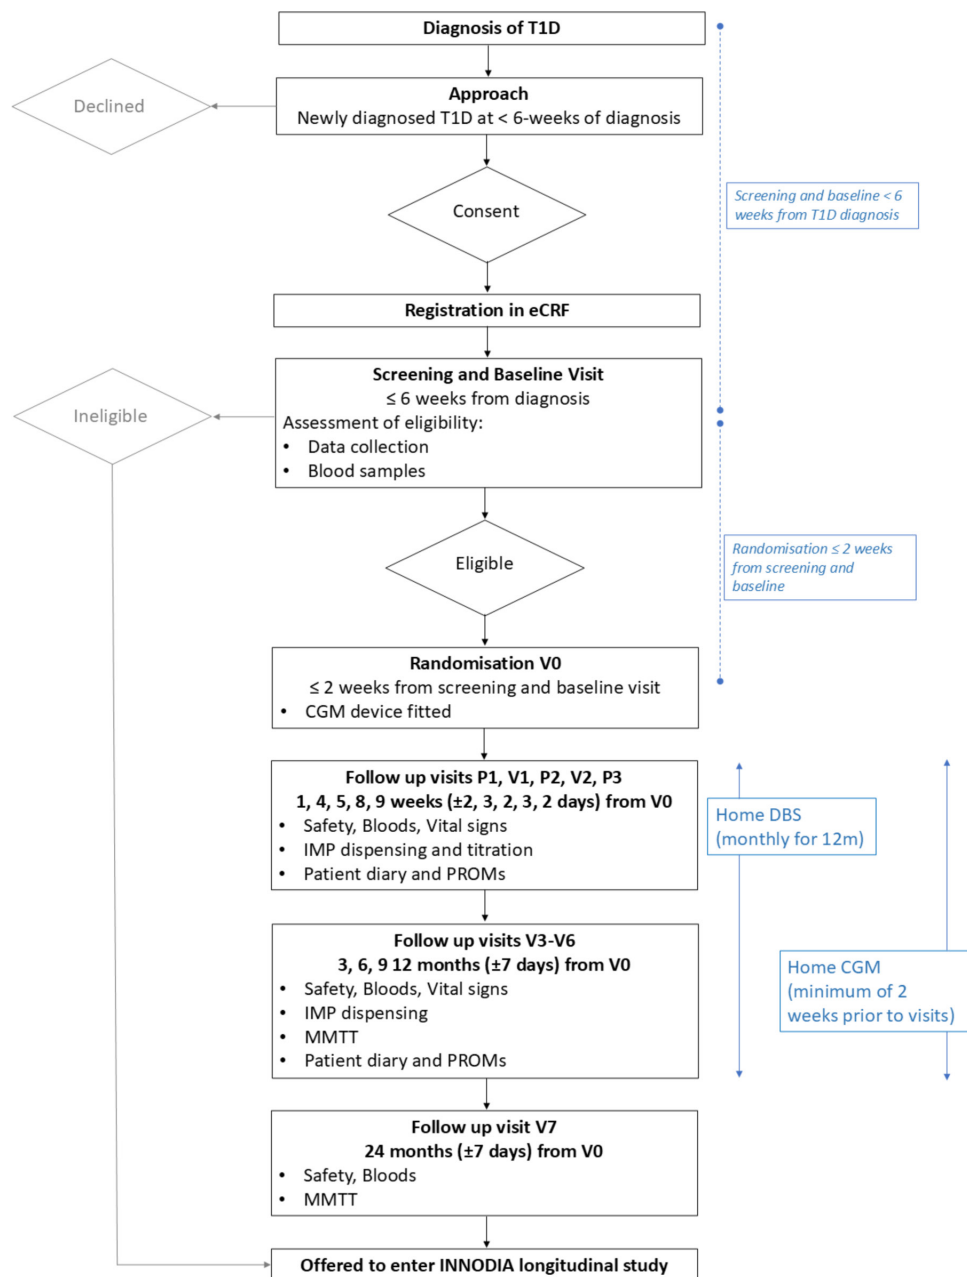 Diagnosis of T1D
Declined
Approach
Newly diagnosed T1D at < 6-weeks of diagnosis
Screening and baseline < 6
weeks from T1D diagnosis
Consent
Registration in eCRF
Screening and Baseline Visit
≤ 6 weeks from diagnosis
Ineligible
Assessment of eligibility:
• Data collection
• Blood samples
Randomisation ≤ 2 weeks
from screening and
baseline
Eligible
Randomisation V0
≤ 2 weeks from screening and baseline visit
• CGM device fitted
Follow up visits P1, V1, P2, V2, P3
1, 4, 5, 8, 9 weeks (±2, 3, 2, 3, 2 days) from V0
• Safety, Bloods, Vital signs
• IMP dispensing and titration
• Patient diary and PROMs
Home DBS
(monthly for 12m)
Follow up visits V3-V6
3, 6, 9 12 months (±7 days) from V0
• Safety, Bloods, Vital signs
• IMP dispensing
• MMTT
• Patient diary and PROMs
Home CGM
(minimum of 2
weeks prior to visits)
Follow up visit V7
24 months (±7 days) from V0
• Safety, Bloods
• MMTT
Offered to enter INNODIA longitudinal study